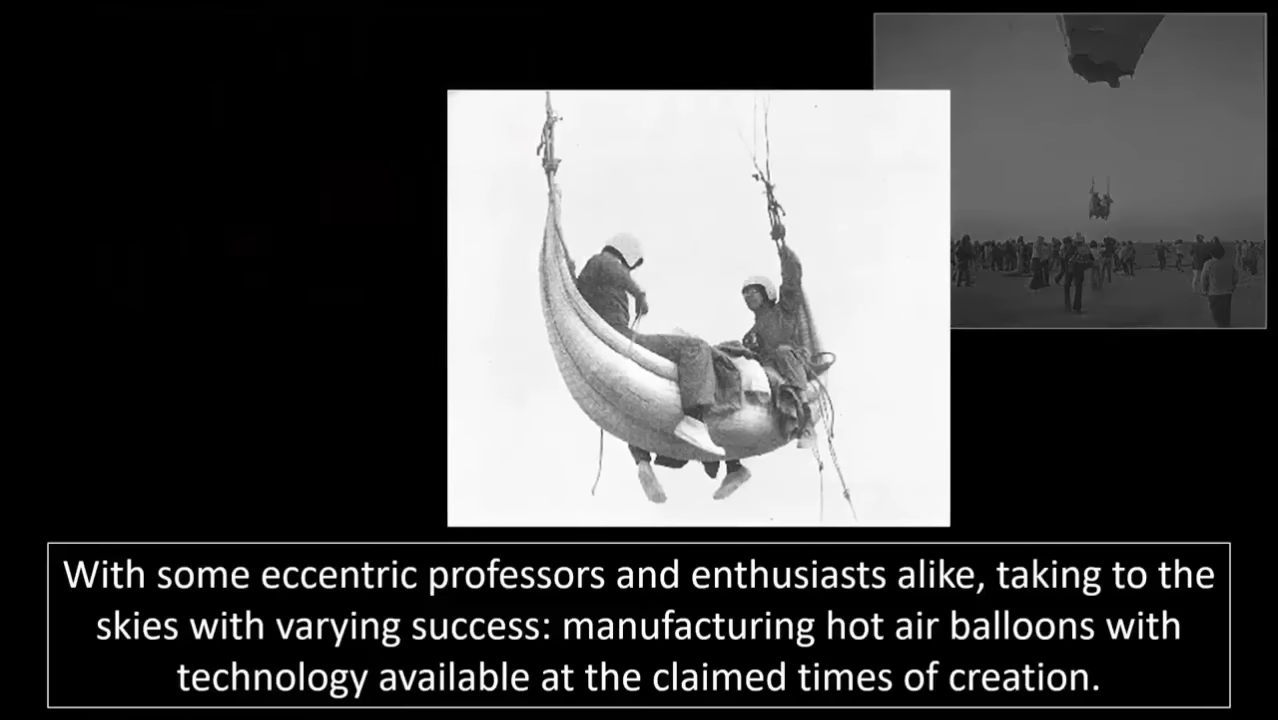 With some eccentric professors and enthusiasts alike, taking to the
skies with varying success: manufacturing hot air balloons with
technology available at the claimed times of creation.